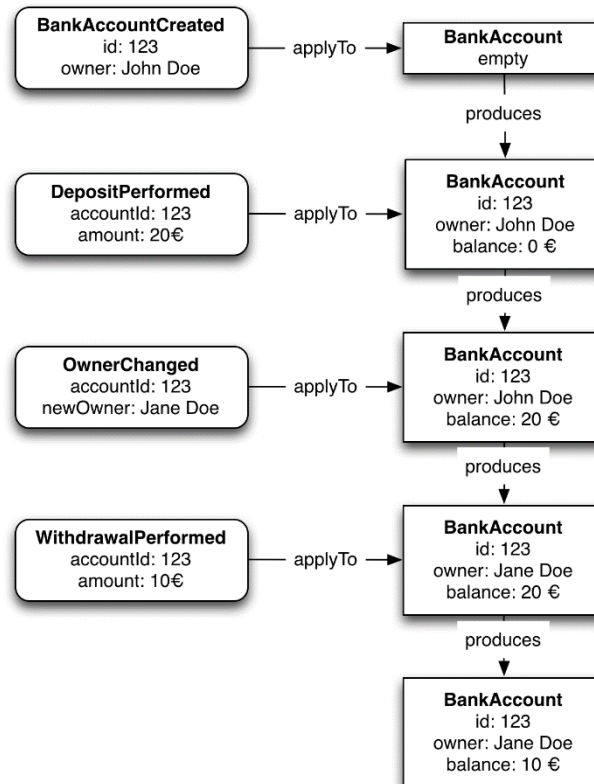 BankAccountCreated
id: 123
owner: John Doe
applyTo
BankAccount
empty
produces
DepositPerformed
accountId: 123
amount: 20€
applyTo
BankAccount
id: 123
owner: John Doe
balance: 0 €
produces
OwnerChanged
accountId: 123
newOwner: Jane Doe
applyTo
BankAccount
id: 123
owner: John Doe
balance: 20 €
produces
WithdrawalPerformed
accountId: 123
amount: 10€
applyTo
BankAccount
id: 123
owner: Jane Doe
balance: 20 €
produces
BankAccount
id: 123
owner: Jane Doe
balance: 10 €